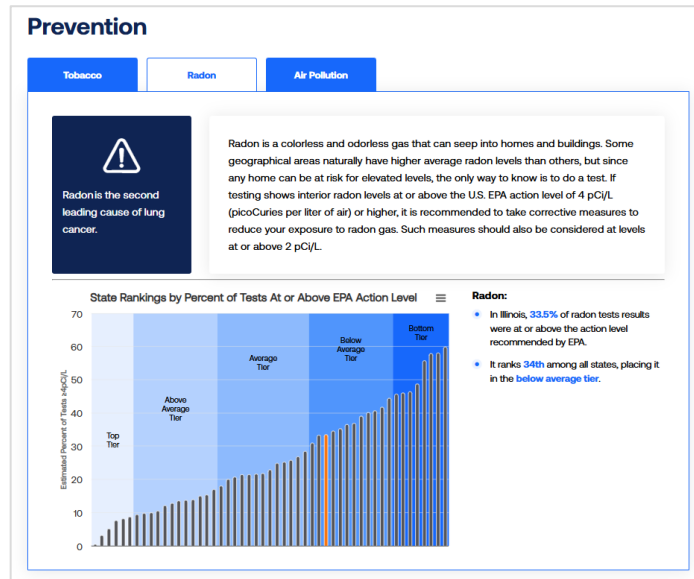 Prevention
Tobacco
Radon
Air Pollution
Radon is the second
leading cause of lung
cancer.
Radon is a colorless and odorless gas that can seep into homes and buildings. Some
geographical areas naturally have higher average radon levels than others, but since
any home can be at risk for elevated levels, the only way to know is to do a test. If
testing shows interior radon levels at or above the U.S. EPA action level of 4 pCi/L
(picoCuries per liter of air) or higher, it is recommended to take corrective measures to
reduce your exposure to radon gas. Such measures should also be considered at levels
at or above 2 pCi/L.
State Rankings by Percent of Tests At or Above EPA Action Level
Estimated Percent of Tests ≥4pCi/L
70
60
50
40
30
20
10
0
Top
Tier
Above
Average
Tier
Average
Tier
Below
Average
Tier
Bottom
Tier
Radon:
In Illinois, 33.5% of radon tests results
were at or above the action level
recommended by EPA.
It ranks 34th among all states, placing it
in the below average tier.